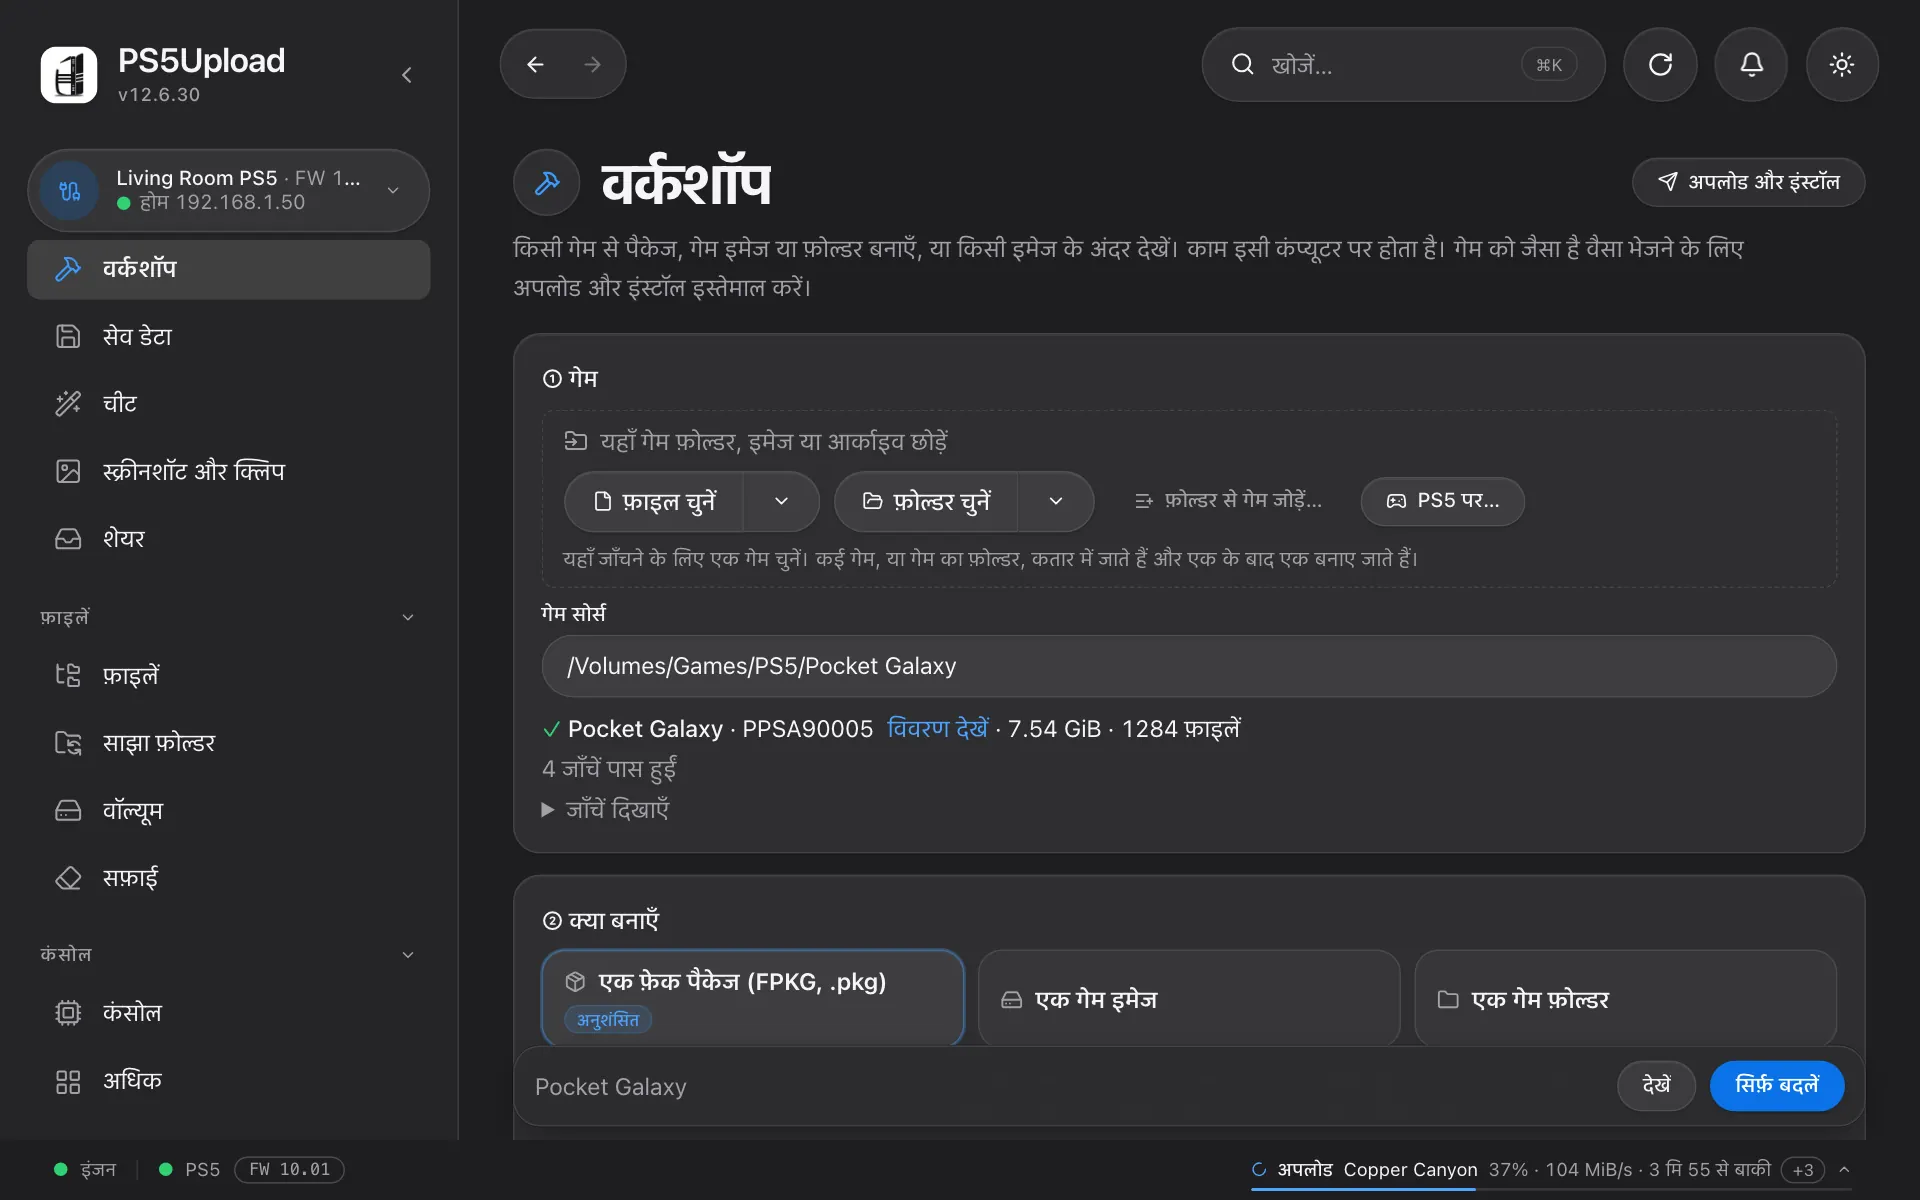 PS5Upload
v12.6.30
Living Room PS5 · FW 1...
होम 192.168.1.50
वर्कशॉप
सेव डेटा
चीट
स्क्रीनशॉट और क्लिप
शेयर
फ़ाइलें
फ़ाइलें
साझा फ़ोल्डर
वॉल्यूम
सफ़ाई
कंसोल
कंसोल
अधिक
खोजें...
⌘K
वर्कशॉप
अपलोड और इंस्टॉल
किसी गेम से पैकेज, गेम इमेज या फ़ोल्डर बनाएँ, या किसी इमेज के अंदर देखें। काम इसी कंप्यूटर पर होता है। गेम को जैसा है वैसा भेजने के लिए
अपलोड और इंस्टॉल इस्तेमाल करें।
① गेम
यहाँ गेम फ़ोल्डर, इमेज या आर्काइव छोड़ें
फ़ाइल चुनें
फ़ोल्डर चुनें
फ़ोल्डर से गेम जोड़ें...
PS5 पर...
यहाँ जाँचने के लिए एक गेम चुनें। कई गेम, या गेम का फ़ोल्डर, कतार में जाते हैं और एक के बाद एक बनाए जाते हैं।
गेम सोर्स
/Volumes/Games/PS5/Pocket Galaxy
Pocket Galaxy · PPSA90005 विवरण देखें · 7.54 GiB · 1284 फ़ाइलें
4 जाँचें पास हुईं
▶ जाँचें दिखाएँ
② क्या बनाएँ
एक फ़ेक पैकेज (FPKG, .pkg)
अनुशंसित
एक गेम इमेज
एक गेम फ़ोल्डर
Pocket Galaxy
देखें
सिर्फ़ बदलें
इंजन
PS5
FW 10.01
अपलोड Copper Canyon 37% · 104 MiB/s · 3 मि 55 से बाकी +3